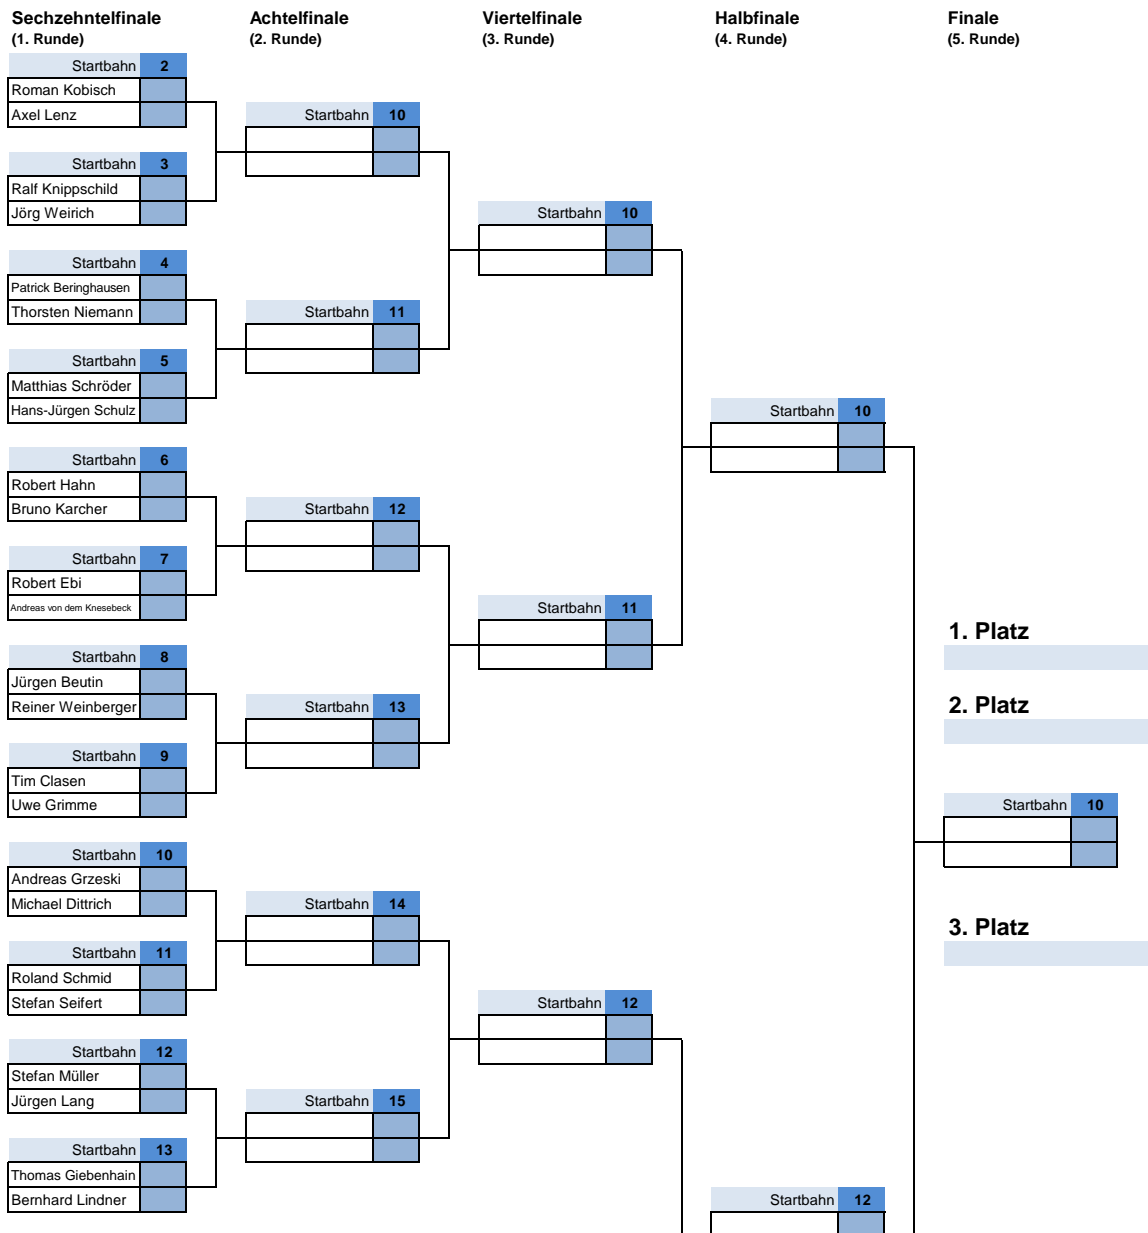 Sechzehntelfinale
(1. Runde)
Achtelfinale
(2. Runde)
Viertelfinale
(3. Runde)
Halbfinale
(4. Runde)
Finale
(5. Runde)
Startbahn 2
Roman Kobisch
Axel Lenz
Startbahn 3
Ralf Knippschild
Jörg Weirich
Startbahn 4
Patrick Beringhausen
Thorsten Niemann
Startbahn 5
Matthias Schröder
Hans-Jürgen Schulz
Startbahn 6
Robert Hahn
Bruno Karcher
Startbahn 7
Robert Ebi
Andreas von dem Knesebeck
Startbahn 8
Jürgen Beutin
Reiner Weinberger
Startbahn 9
Tim Clasen
Uwe Grimme
Startbahn 10
Andreas Grzeski
Michael Dittrich
Startbahn 11
Roland Schmid
Stefan Seifert
Startbahn 12
Stefan Müller
Jürgen Lang
Startbahn 13
Thomas Giebenhain
Bernhard Lindner
Startbahn 10
Startbahn 11
Startbahn 12
Startbahn 13
Startbahn 14
Startbahn 15
Startbahn 10
Startbahn 11
Startbahn 12
Startbahn 10
Startbahn 12
1. Platz
2. Platz
Startbahn 10
3. Platz